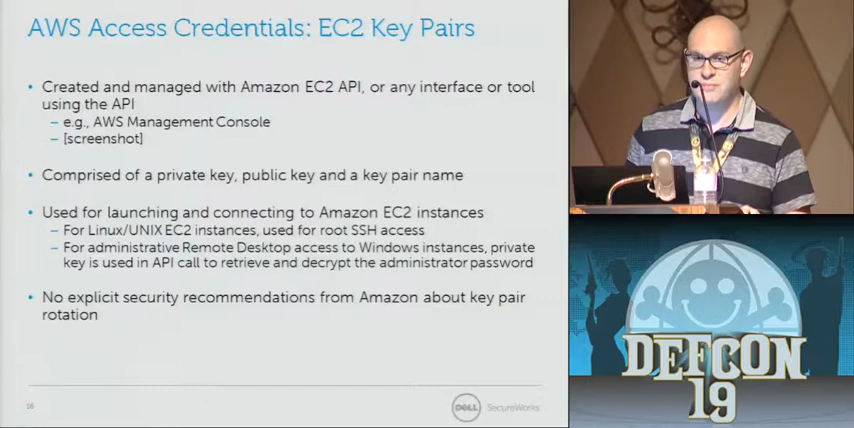 AWS Access Credentials: EC2 Key Pairs
• Created and managed with Amazon EC2 API, or any interface or tool
using the API
– e.g., AWS Management Console
– [screenshot]
• Comprised of a private key, public key and a key pair name
• Used for launching and connecting to Amazon EC2 instances
– For Linux/UNIX EC2 instances, used for root SSH access
– For administrative Remote Desktop access to Windows instances, private
key is used in API call to retrieve and decrypt the administrator password
• No explicit security recommendations from Amazon about key pair
rotation
16
DELL SecureWorks
DEFCON
19